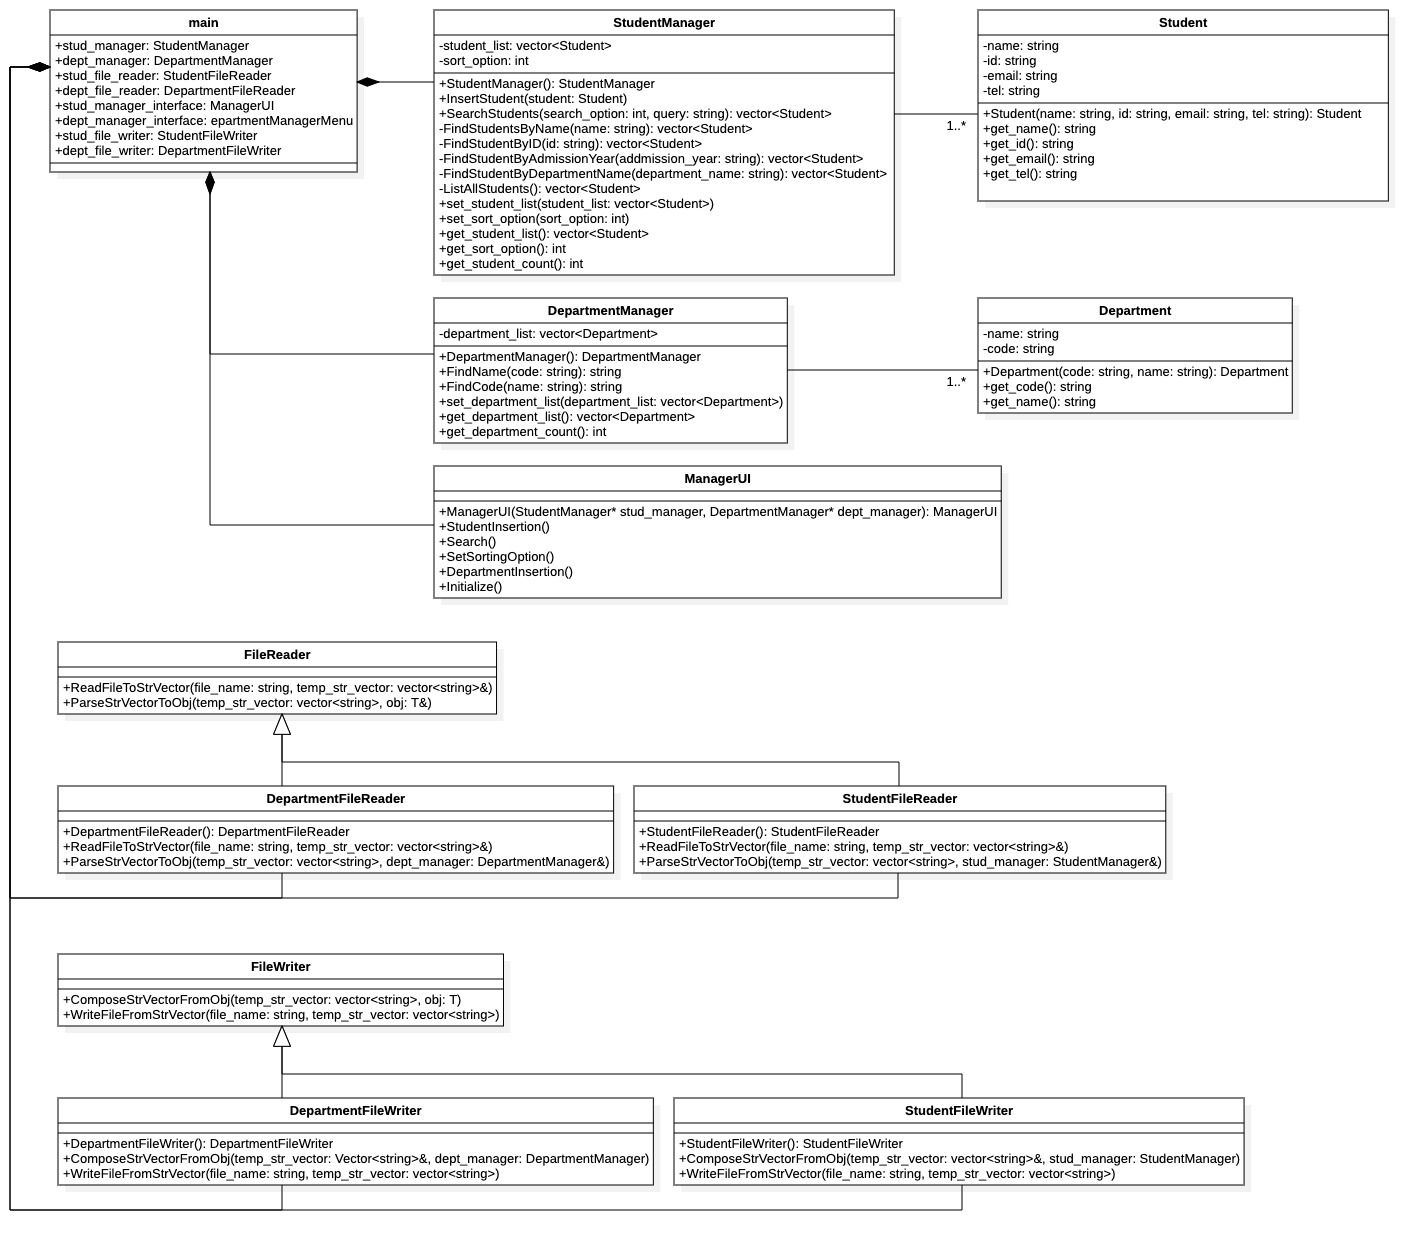 main
+stud_manager: StudentManager
+dept_manager: DepartmentManager
+stud_file_reader: StudentFileReader
+dept_file_reader: DepartmentFileReader
+stud_manager_interface: ManagerUI
+dept_manager_interface: epartmentManagerMenu
+stud_file_writer: StudentFileWriter
+dept_file_writer: DepartmentFileWriter
StudentManager
-student_list: vector<Student>
-sort_option: int
+StudentManager(): StudentManager
+InsertStudent(student: Student)
+SearchStudents(search_option: int, query: string): vector<Student>
-FindStudentsByName(name: string): vector<Student>
-FindStudentByID(id: string): vector<Student>
-FindStudentByAdmissionYear(addmission_year: string): vector<Student>
-FindStudentByDepartmentName(department_name: string): vector<Student>
-ListAllStudents(): vector<Student>
+set_student_list(student_list: vector<Student>)
+set_sort_option(sort_option: int)
+get_student_list(): vector<Student>
+get_sort_option(): int
+get_student_count(): int
1..*
Student
-name: string
-id: string
-email: string
-tel: string
+Student(name: string, id: string, email: string, tel: string): Student
+get_name(): string
+get_id(): string
+get_email(): string
+get_tel(): string
DepartmentManager
-department_list: vector<Department>
+DepartmentManager(): DepartmentManager
+FindName(code: string): string
+FindCode(name: string): string
+set_department_list(department_list: vector<Department>)
+get_department_list(): vector<Department>
+get_department_count(): int
1..*
Department
-name: string
-code: string
+Department(code: string, name: string): Department
+get_code(): string
+get_name(): string
ManagerUI
+ManagerUI(StudentManager* stud_manager, DepartmentManager* dept_manager): ManagerUI
+StudentInsertion()
+Search()
+SetSortingOption()
+DepartmentInsertion()
+Initialize()
FileReader
+ReadFileToStrVector(file_name: string, temp_str_vector: vector<string>&)
+ParseStrVectorToObj(temp_str_vector: vector<string>, obj: T&)
DepartmentFileReader
+DepartmentFileReader(): DepartmentFileReader
+ReadFileToStrVector(file_name: string, temp_str_vector: vector<string>&)
+ParseStrVectorToObj(temp_str_vector: vector<string>, dept_manager: DepartmentManager&)
StudentFileReader
+StudentFileReader(): StudentFileReader
+ReadFileToStrVector(file_name: string, temp_str_vector: vector<string>&)
+ParseStrVectorToObj(temp_str_vector: vector<string>, stud_manager: StudentManager&)
FileWriter
+ComposeStrVectorFromObj(temp_str_vector: vector<string>, obj: T)
+WriteFileFromStrVector(file_name: string, temp_str_vector: vector<string>)
DepartmentFileWriter
+DepartmentFileWriter(): DepartmentFileWriter
+ComposeStrVectorFromObj(temp_str_vector: Vector<string>&, dept_manager: DepartmentManager)
+WriteFileFromStrVector(file_name: string, temp_str_vector: vector<string>)
StudentFileWriter
+StudentFileWriter(): StudentFileWriter
+ComposeStrVectorFromObj(temp_str_vector: vector<string>&, stud_manager: StudentManager)
+WriteFileFromStrVector(file_name: string, temp_str_vector: vector<string>)